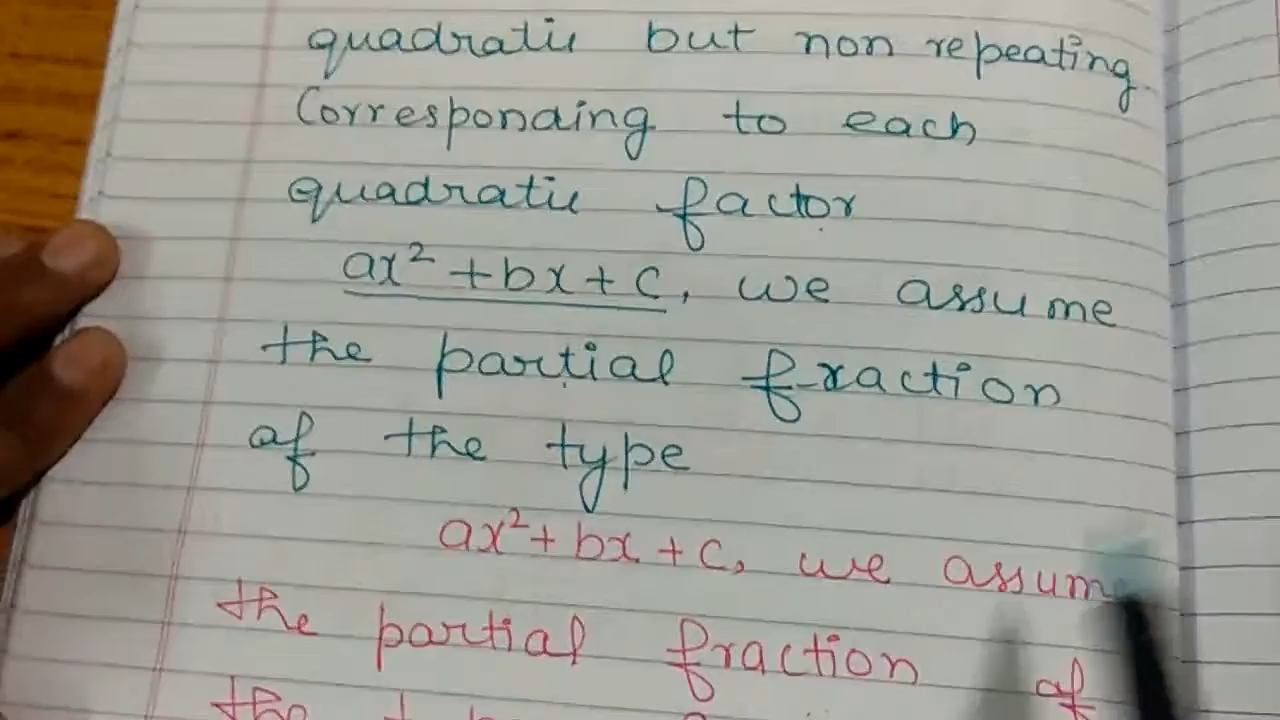 quadratic but non repeating.
Corresponding to each
quadratic factor
ax² + bx + c, we assume
the partial fraction
of the type
ax² + bx + c, we assum
the partial fraction of
the